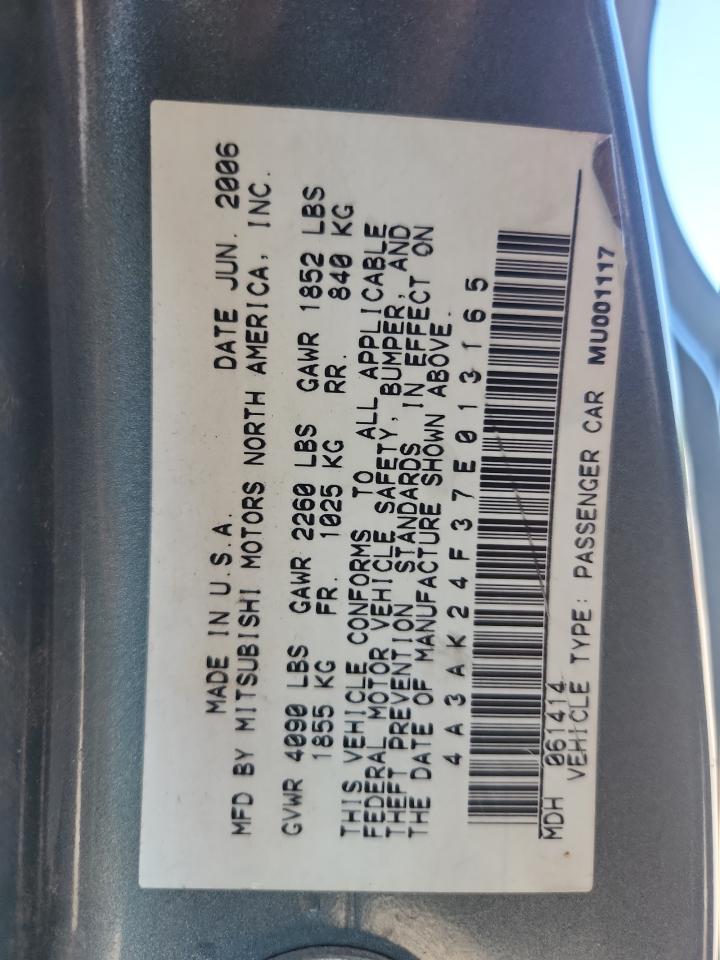 MADE IN U.S.A. DATE JUN. 2006
MFD BY MITSUBISHI MOTORS NORTH AMERICA, INC.
GVWR 4090 LBS GAWR 2260 LBS GAWR 1852 LBS
1855 KG FR. 1025 KG RR. 840 KG
THIS VEHICLE CONFORMS TO ALL APPLICABLE
FEDERAL MOTOR VEHICLE SAFETY, BUMPER, AND
THEFT PREVENTION STANDARDS IN EFFECT ON
THE DATE OF MANUFACTURE SHOWN ABOVE.
4A3AK24F37E013165
MDH 061414
VEHICLE TYPE: PASSENGER CAR MU001117